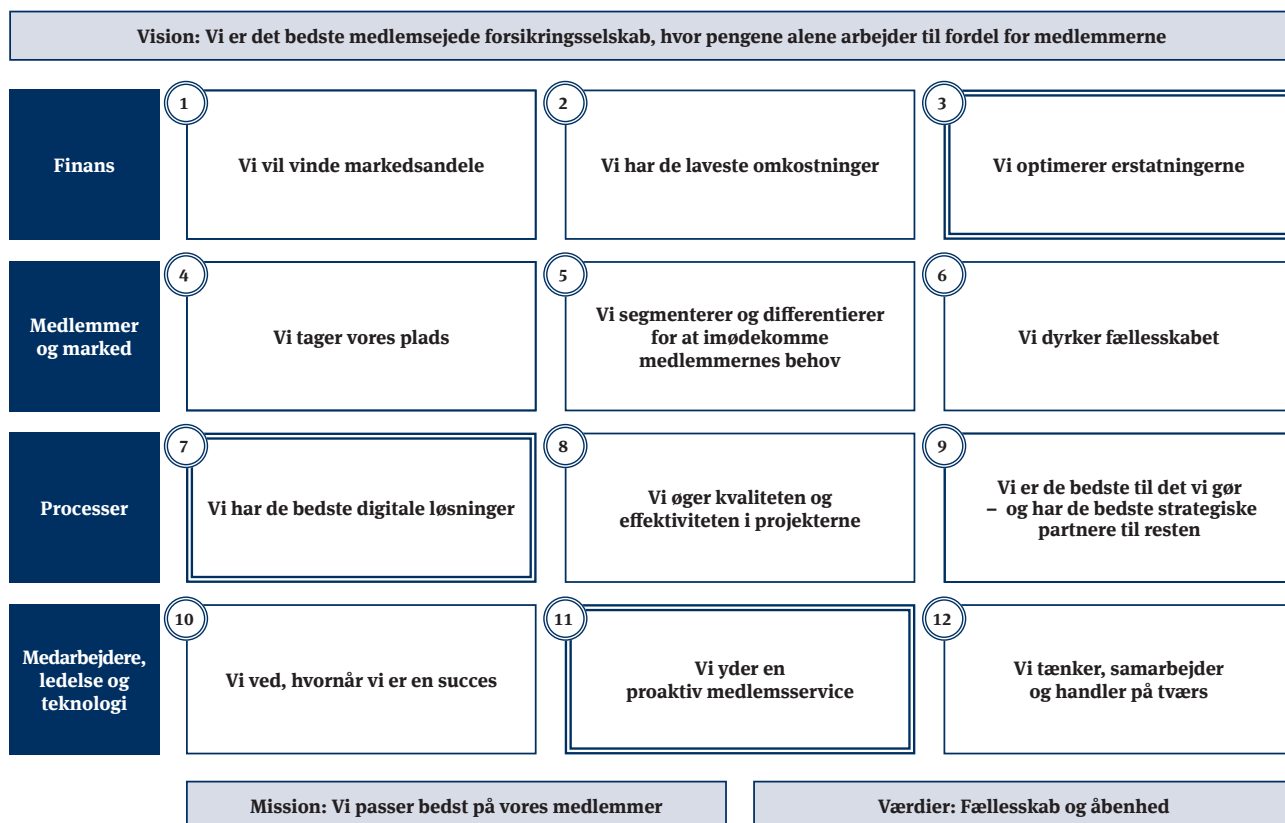 Vision: Vi er det bedste medlemsejede forsikringsselskab, hvor pengene alene arbejder til fordel for medlemmerne
Finans
1
Vi vil vinde markedsandele
2
Vi har de laveste omkostninger
3
Vi optimerer erstatningerne
Medlemmer
og marked
4
Vi tager vores plads
5
Vi segmenterer og differentierer
for at imødekomme
medlemmernes behov
6
Vi dyrker fællesskabet
Processer
7
Vi har de bedste digitale løsninger
8
Vi øger kvaliteten og
effektiviteten i projekterne
9
Vi er de bedste til det vi gør
– og har de bedste strategiske
partnere til resten
Medarbejdere,
ledelse og
teknologi
10
Vi ved, hvornår vi er en succes
11
Vi yder en
proaktiv medlemsservice
12
Vi tænker, samarbejder
og handler på tværs
Mission: Vi passer bedst på vores medlemmer
Værdier: Fællesskab og åbenhed